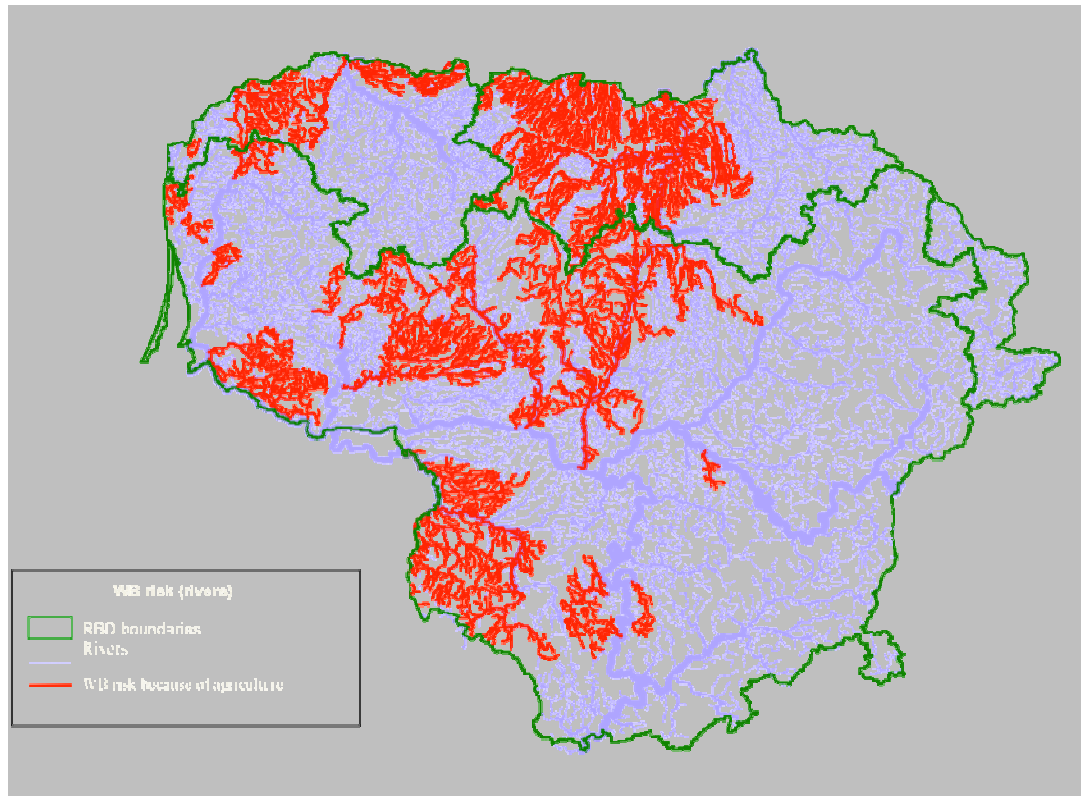 WB risk (rivers)
RBD boundaries
Rivers
WB risk because of agriculture